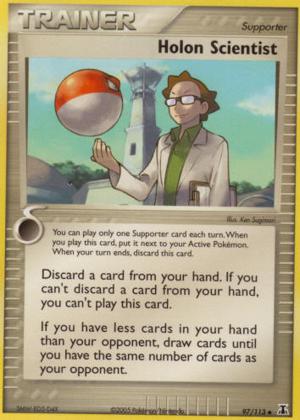 TRAINER
Supporter
Holon Scientist
Illus. Ken Sugimori
You can play only one Supporter card each turn. When
you play this card, put it next to your Active Pokémon.
When your turn ends, discard this card.
Discard a card from your hand. If you
can't discard a card from your hand,
you can't play this card.
If you have less cards in your hand
than your opponent, draw cards until
you have the same number of cards as
your opponent.
©2005 Pokémon/Nintendo
97/113